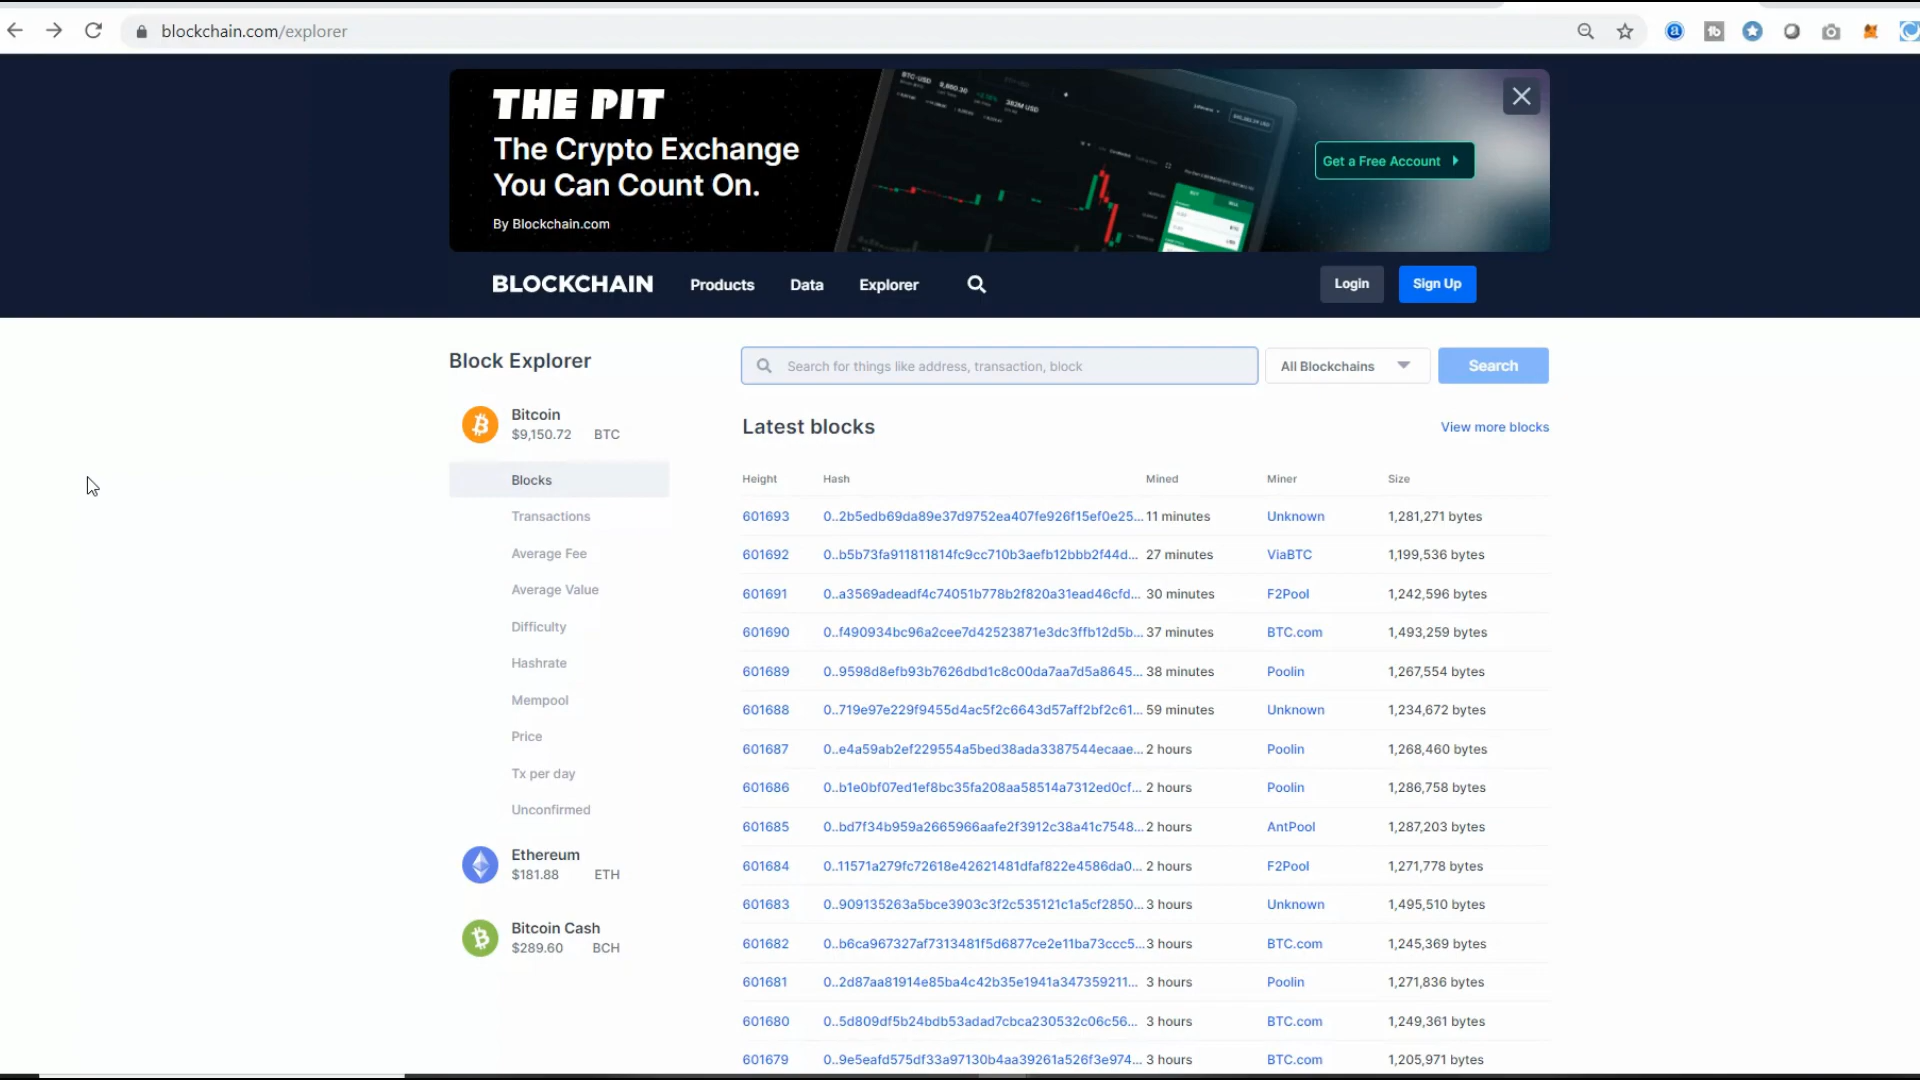 blockchain.com/explorer
THE PIT
The Crypto Exchange
You Can Count On.
By Blockchain.com
BTC-USD
Get a Free Account
BLOCKCHAIN Products Data Explorer Login Sign Up
Block Explorer
Search for things like address, transaction, block All Blockchains Search
Bitcoin
$9,150.72 BTC
Blocks
Transactions
Average Fee
Average Value
Difficulty
Hashrate
Mempool
Price
Tx per day
Unconfirmed
Ethereum
$181.88 ETH
Bitcoin Cash
$289.60 BCH
Latest blocks View more blocks
Height Hash Mined Miner Size
601693 0..2b5edb69da89e37d9752ea407fe926f15ef0e25... 11 minutes Unknown 1,281,271 bytes
601692 0..b5b73fa911811814fc9cc710b3aefb12bbb2f44d... 27 minutes ViaBTC 1,199,536 bytes
601691 0..a3569adeadf4c74051b778b2f820a31ead46cfd... 30 minutes F2Pool 1,242,596 bytes
601690 0..f490934bc96a2cee7d42523871e3dc3ffb12d5b... 37 minutes BTC.com 1,493,259 bytes
601689 0..9598d8efb93b7626dbd1c8c00da7aa7d5a8645... 38 minutes Poolin 1,267,554 bytes
601688 0..719e97e229f9455d4ac5f2c6643d57aff2bf2c61... 59 minutes Unknown 1,234,672 bytes
601687 0..e4a59ab2ef229554a5bed38ada3387544ecaae... 2 hours Poolin 1,268,460 bytes
601686 0..b1e0bf07ed1ef8bc35fa208aa58514a7312ed0cf... 2 hours Poolin 1,286,758 bytes
601685 0..bd7f34b959a2665966aafe2f3912c38a41c7548... 2 hours AntPool 1,287,203 bytes
601684 0..11571a279fc72618e42621481dfaf822e4586da0... 2 hours F2Pool 1,271,778 bytes
601683 0..909135263a5bce3903c3f2c535121c1a5cf2850... 3 hours Unknown 1,495,510 bytes
601682 0..b6ca967327af7313481f5d6877ce2e11ba73ccc5... 3 hours BTC.com 1,245,369 bytes
601681 0..2d87aa81914e85ba4c42b35e1941a347359211... 3 hours Poolin 1,271,836 bytes
601680 0..5d809df5b24bdb53adad7cbca230532c06c56... 3 hours BTC.com 1,249,361 bytes
601679 0..9e5eafd575df33a97130b4aa39261a526f3e974... 3 hours BTC.com 1,205,971 bytes